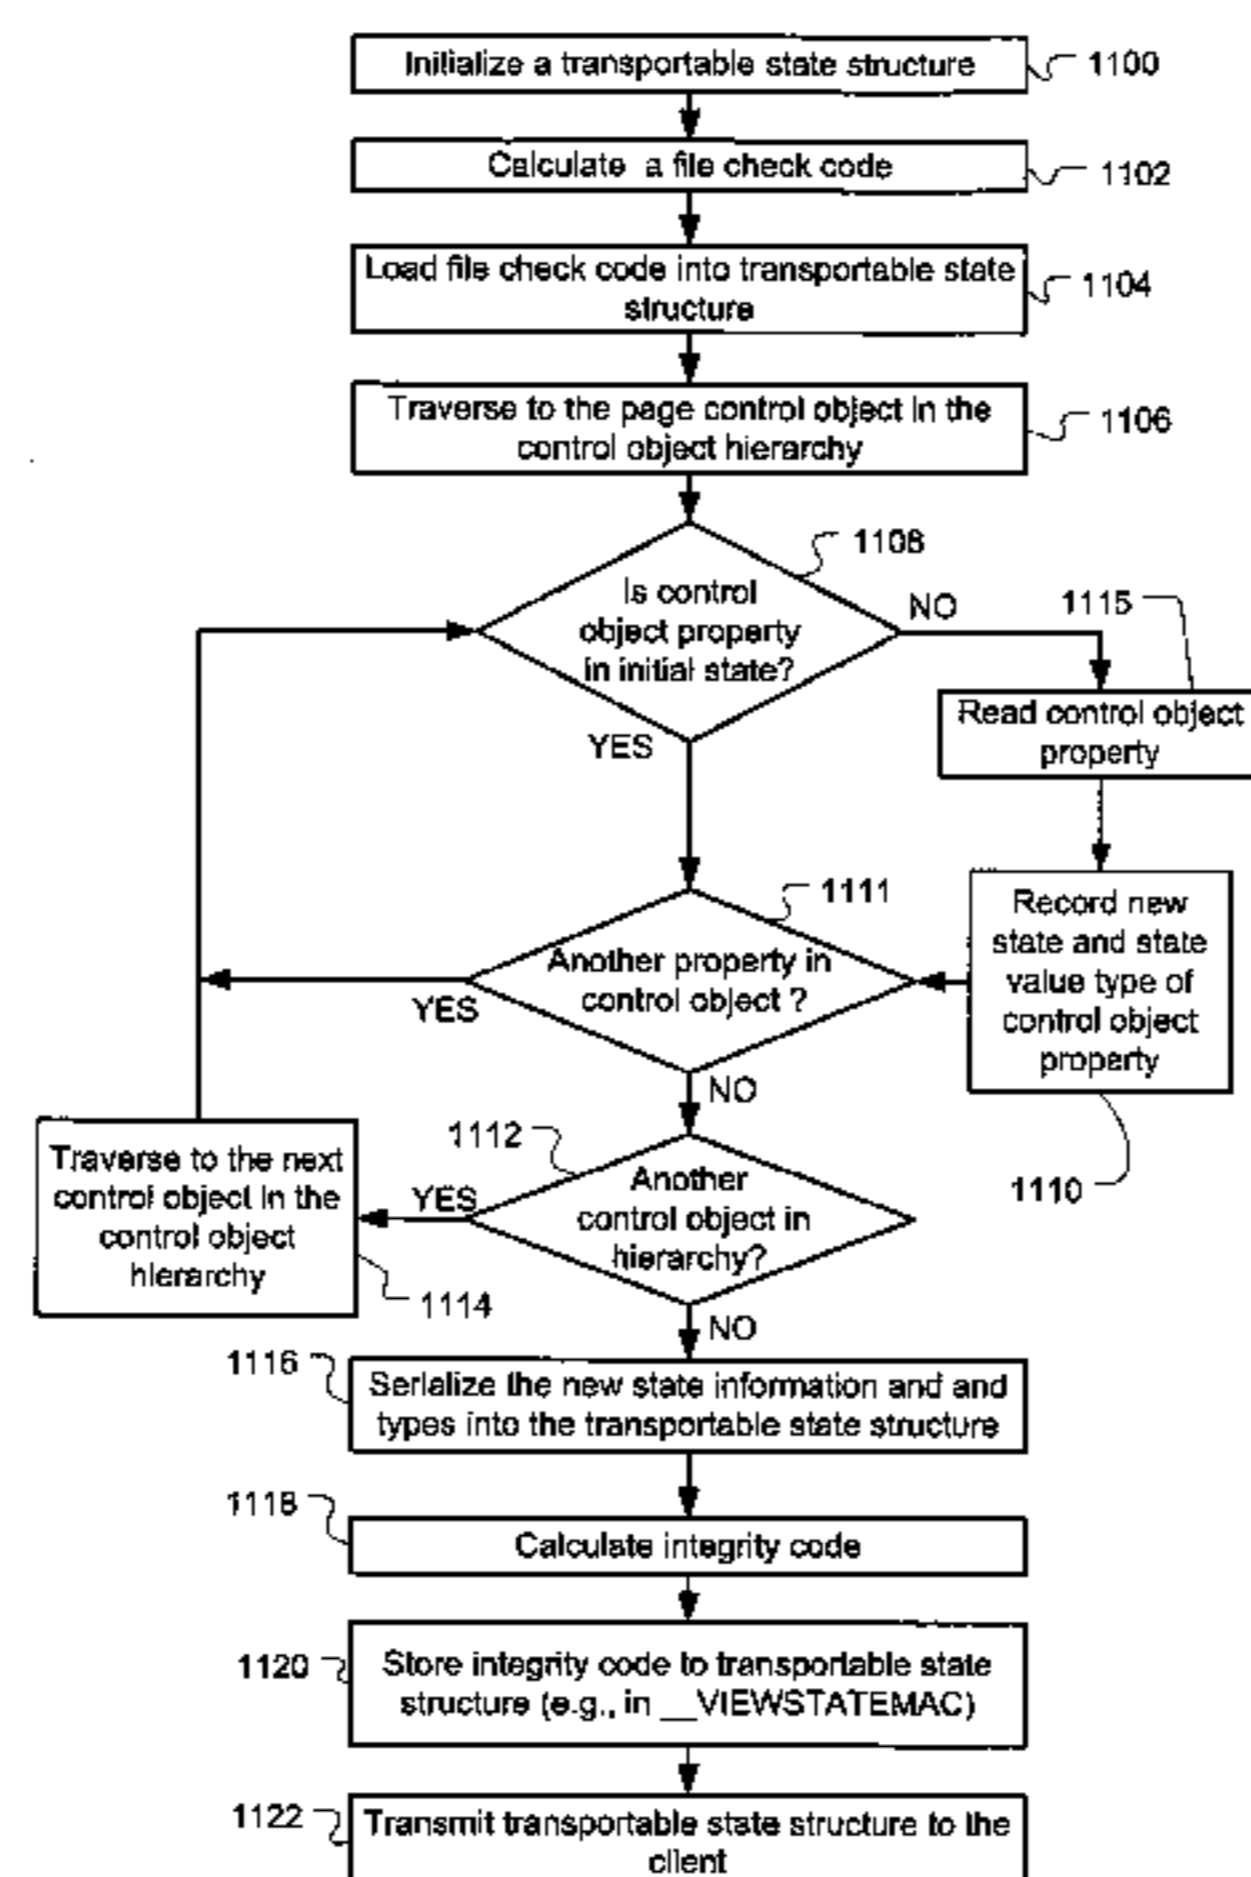 Initialize a transportable state structure
1100
Calculate a file check code
1102
Load file check code into transportable state
structure
1104
Traverse to the page control object in the
control object hierarchy
1106
1108
Is control
object property
in initial state?
NO
1115
YES
Read control object
property
1111
Another property in
control object ?
YES
NO
Record new
state and state
value type of
control object
property
1110
1112
Another
control object in
hierarchy?
YES
Traverse to the next
control object in the
control object
hierarchy
1114
NO
1116
Serialize the new state information and and
types into the transportable state structure
1118
Calculate integrity code
1120
Store integrity code to transportable state
structure (e.g., in __VIEWSTATEMAC)
1122
Transmit transportable state structure to the
client